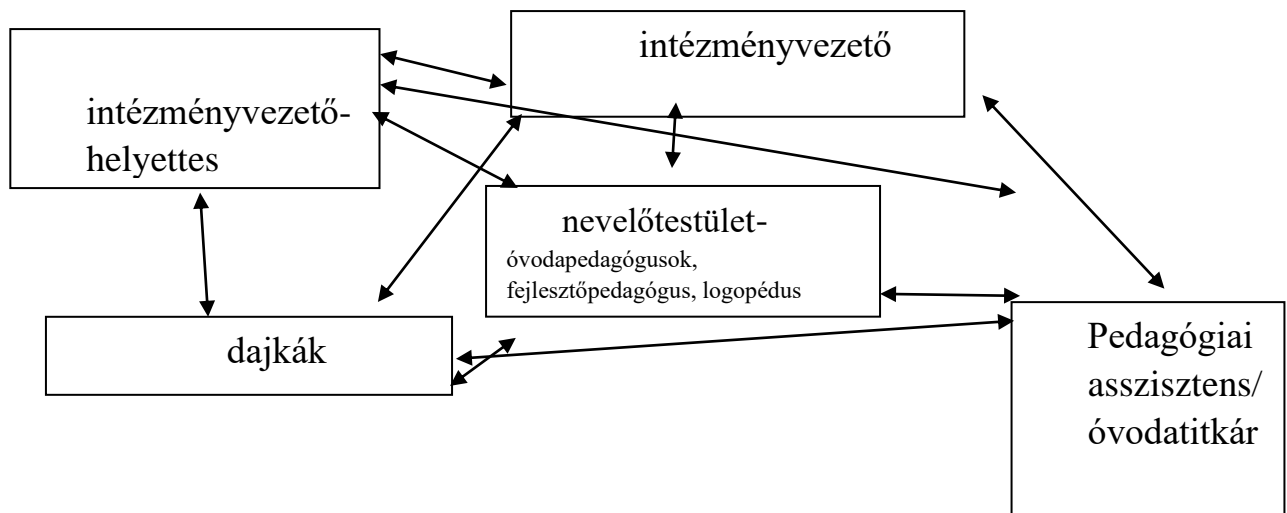 intézményvezető
intézményvezető-
helyettes
nevelőtestület-
óvodapedagógusok,
fejlesztőpedagógus, logopédus
dajkák
Pedagógiai
asszisztens/
óvodatitkár